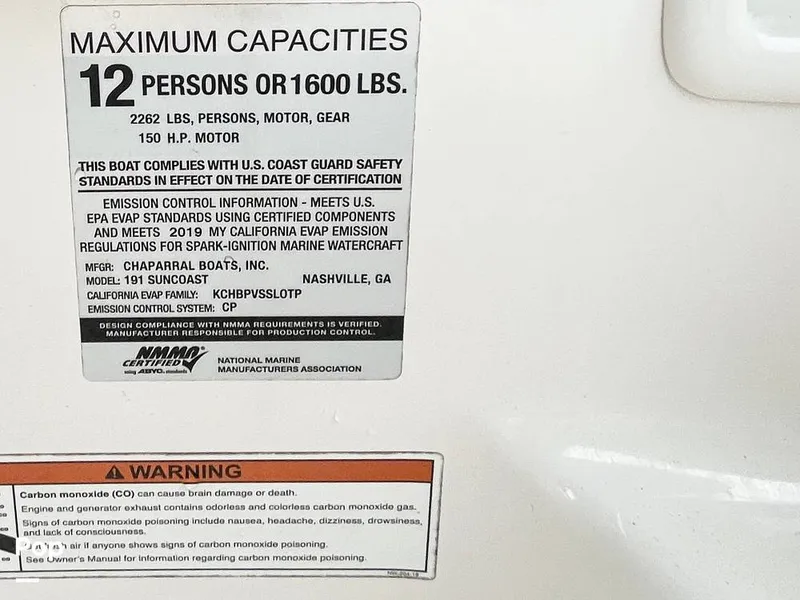 MAXIMUM CAPACITIES
12 PERSONS OR 1600 LBS.
2262 LBS, PERSONS, MOTOR, GEAR
150 H.P. MOTOR
THIS BOAT COMPLIES WITH U.S. COAST GUARD SAFETY
STANDARDS IN EFFECT ON THE DATE OF CERTIFICATION
EMISSION CONTROL INFORMATION - MEETS U.S.
EPA EVAP STANDARDS USING CERTIFIED COMPONENTS
AND MEETS 2019 MY CALIFORNIA EVAP EMISSION
REGULATIONS FOR SPARK-IGNITION MARINE WATERCRAFT
MFGR: CHAPARRAL BOATS, INC.
MODEL: 191 SUNCOAST NASHVILLE, GA
CALIFORNIA EVAP FAMILY: KCHBPVSSLOTP
EMISSION CONTROL SYSTEM: CP
DESIGN COMPLIANCE WITH NMMA REQUIREMENTS IS VERIFIED.
MANUFACTURER RESPONSIBLE FOR PRODUCTION CONTROL.
NMMA
CERTIFIED
using ABYC standards
NATIONAL MARINE
MANUFACTURERS ASSOCIATION
WARNING
Carbon monoxide (CO) can cause brain damage or death.
Engine and generator exhaust contains odorless and colorless carbon monoxide gas.
Signs of carbon monoxide poisoning include nausea, headache, dizziness, drowsiness,
and lack of consciousness.
air if anyone shows signs of carbon monoxide poisoning.
See Owner's Manual for information regarding carbon monoxide poisoning.
Pop